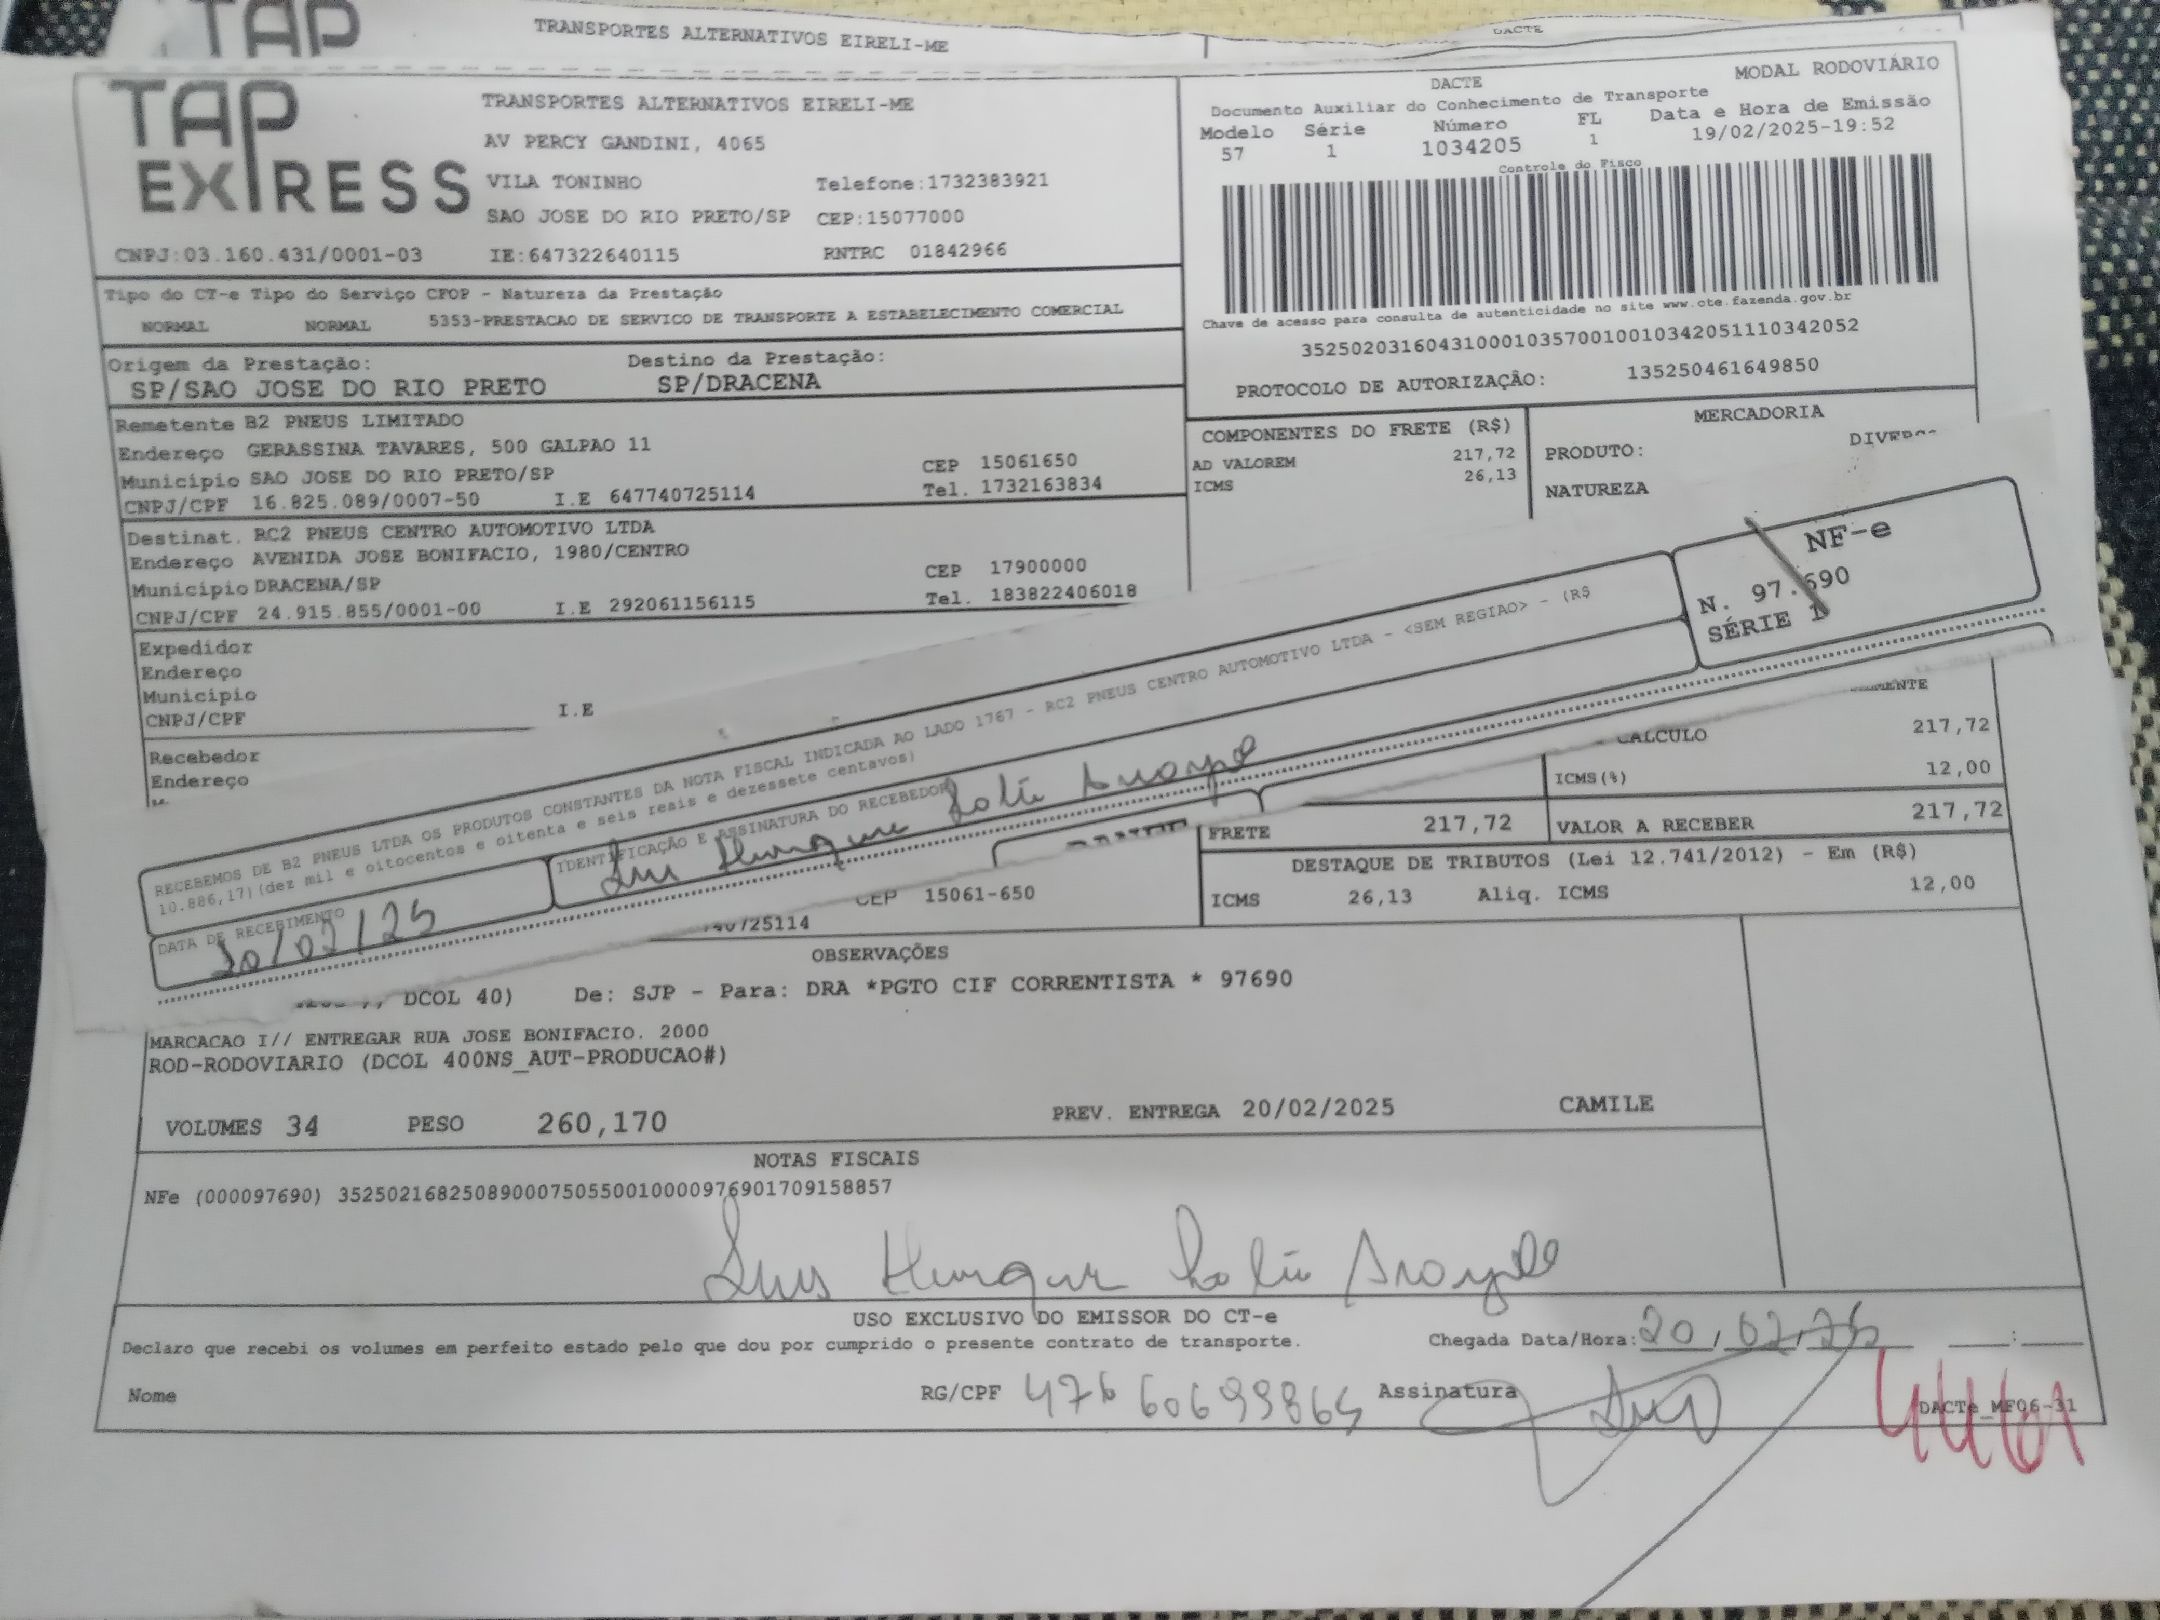 TAP
TRANSPORTES ALTERNATIVOS EIRELI-ME
DACTE
TAP EXPRESS
TRANSPORTES ALTERNATIVOS EIRELI-ME
AV PERCY GANDINI, 4065
VILA TONINHO Telefone:1732383921
SAO JOSE DO RIO PRETO/SP CEP:15077000
CNPJ:03.160.431/0001-03 IE:647322640115 RNTRC 01842966
DACTE MODAL RODOVIÁRIO
Documento Auxiliar do Conhecimento de Transporte
Modelo Série Número FL Data e Hora de Emissão
57 1 1034205 1 19/02/2025-19:52
Controle do Fisco
Chave de acesso para consulta de autenticidade no site www.cte.fazenda.gov.br
35250203160431000103570010010342051110342052
PROTOCOLO DE AUTORIZAÇÃO: 135250461649850
Tipo do CT-e Tipo do Serviço CFOP - Natureza da Prestação
NORMAL NORMAL 5353-PRESTACAO DE SERVICO DE TRANSPORTE A ESTABELECIMENTO COMERCIAL
Origem da Prestação: Destino da Prestação:
SP/SAO JOSE DO RIO PRETO SP/DRACENA
Remetente B2 PNEUS LIMITADO
Endereço GERASSINA TAVARES, 500 GALPAO 11
Município SAO JOSE DO RIO PRETO/SP CEP 15061650
CNPJ/CPF 16.825.089/0007-50 I.E 647740725114 Tel. 1732163834
COMPONENTES DO FRETE (R$)
AD VALOREM 217,72
ICMS 26,13
MERCADORIA
PRODUTO:
NATUREZA
Destinat. RC2 PNEUS CENTRO AUTOMOTIVO LTDA
Endereço AVENIDA JOSE BONIFACIO, 1980/CENTRO
Município DRACENA/SP CEP 17900000
CNPJ/CPF 24.915.855/0001-00 I.E 292061156115 Tel. 183822406018
Expedidor
Endereço
Município
CNPJ/CPF I.E
Recebedor
Endereço
NF-e
N. 97.690
SÉRIE 1
RECEBEMOS DE B2 PNEUS LTDA OS PRODUTOS CONSTANTES DA NOTA FISCAL INDICADA AO LADO 1767 - RC2 PNEUS CENTRO AUTOMOTIVO LTDA - <SEM REGIAO> - (R$
10.886,17)(dez mil e oitocentos e oitenta e seis reais e dezessete centavos)
DATA DE RECEBIMENTO IDENTIFICAÇÃO E ASSINATURA DO RECEBEDOR
20/02/25
217,72
CALCULO
ICMS(%) 12,00
FRETE 217,72 VALOR A RECEBER 217,72
DESTAQUE DE TRIBUTOS (Lei 12.741/2012) - Em (R$)
ICMS 26,13 Aliq. ICMS 12,00
CEP 15061-650
OBSERVAÇÕES
DCOL 40) De: SJP - Para: DRA *PGTO CIF CORRENTISTA * 97690
MARCACAO I// ENTREGAR RUA JOSE BONIFACIO. 2000
ROD-RODOVIARIO (DCOL 400NS_AUT-PRODUCAO#)
VOLUMES 34 PESO 260,170 PREV. ENTREGA 20/02/2025 CAMILE
NOTAS FISCAIS
NFe (000097690) 35250216825089000750550010000976901709158857
Luis
USO EXCLUSIVO DO EMISSOR DO CT-e
Declaro que recebi os volumes em perfeito estado pelo que dou por cumprido o presente contrato de transporte. Chegada Data/Hora: 20/02/25
Nome RG/CPF Assinatura
DACTe_MF06-31